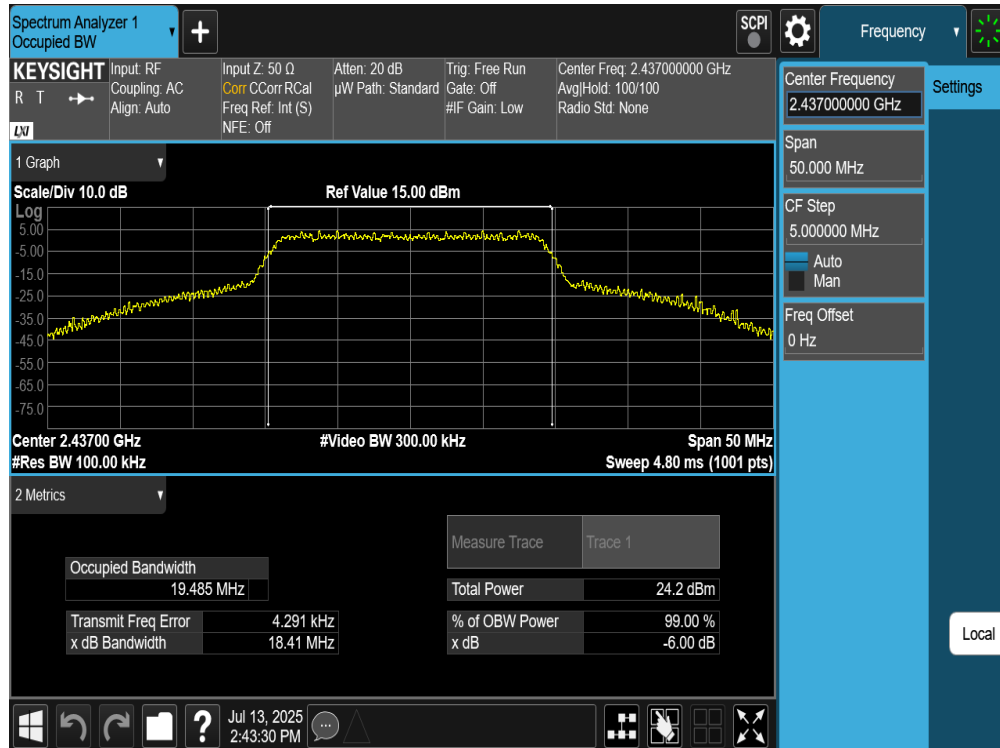 Spectrum Analyzer 1
Occupied BW
+
SCPI
Frequency
KEYSIGHT
R T
LXI
Input: RF
Coupling: AC
Align: Auto
Input Z: 50 Ω
Corr CCorr RCal
Freq Ref: Int (S)
NFE: Off
Atten: 20 dB
µW Path: Standard
Trig: Free Run
Gate: Off
#IF Gain: Low
Center Freq: 2.437000000 GHz
Avg|Hold: 100/100
Radio Std: None
Center Frequency
2.437000000 GHz
Settings
Span
50.000 MHz
CF Step
5.000000 MHz
Auto
Man
Freq Offset
0 Hz
Local
1 Graph
Scale/Div 10.0 dB
Ref Value 15.00 dBm
Log
5.00
-5.00
-15.0
-25.0
-35.0
-45.0
-55.0
-65.0
-75.0
Center 2.43700 GHz
#Video BW 300.00 kHz
Span 50 MHz
#Res BW 100.00 kHz
Sweep 4.80 ms (1001 pts)
2 Metrics
Measure Trace
Trace 1
Occupied Bandwidth
19.485 MHz
Total Power
24.2 dBm
Transmit Freq Error
4.291 kHz
% of OBW Power
99.00 %
x dB Bandwidth
18.41 MHz
x dB
-6.00 dB
?
Jul 13, 2025
2:43:30 PM